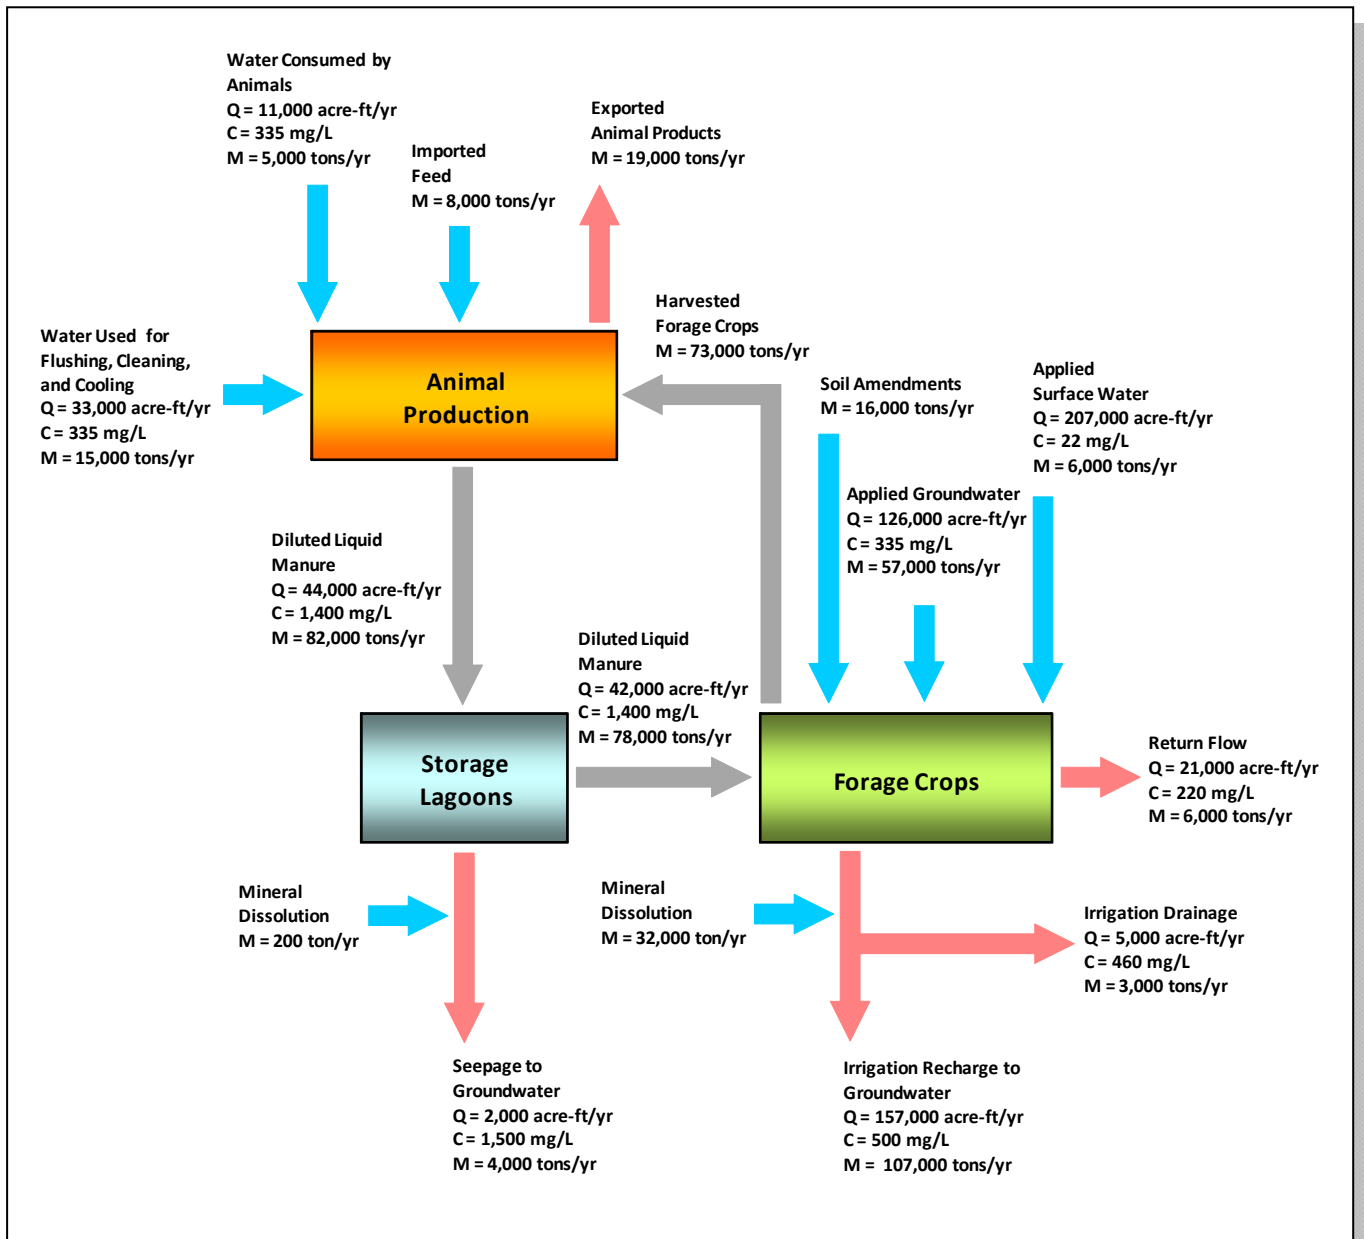 Water Consumed by
Animals
Q = 11,000 acre-ft/yr
C = 335 mg/L
M = 5,000 tons/yr
Imported
Feed
M = 8,000 tons/yr
Exported
Animal Products
M = 19,000 tons/yr
Water Used for
Flushing, Cleaning,
and Cooling
Q = 33,000 acre-ft/yr
C = 335 mg/L
M = 15,000 tons/yr
Animal
Production
Harvested
Forage Crops
M = 73,000 tons/yr
Soil Amendments
M = 16,000 tons/yr
Applied
Surface Water
Q = 207,000 acre-ft/yr
C = 22 mg/L
M = 6,000 tons/yr
Applied Groundwater
Q = 126,000 acre-ft/yr
C = 335 mg/L
M = 57,000 tons/yr
Diluted Liquid
Manure
Q = 44,000 acre-ft/yr
C = 1,400 mg/L
M = 82,000 tons/yr
Diluted Liquid
Manure
Q = 42,000 acre-ft/yr
C = 1,400 mg/L
M = 78,000 tons/yr
Storage
Lagoons
Forage Crops
Return Flow
Q = 21,000 acre-ft/yr
C = 220 mg/L
M = 6,000 tons/yr
Mineral
Dissolution
M = 200 ton/yr
Mineral
Dissolution
M = 32,000 ton/yr
Irrigation Drainage
Q = 5,000 acre-ft/yr
C = 460 mg/L
M = 3,000 tons/yr
Seepage to
Groundwater
Q = 2,000 acre-ft/yr
C = 1,500 mg/L
M = 4,000 tons/yr
Irrigation Recharge to
Groundwater
Q = 157,000 acre-ft/yr
C = 500 mg/L
M = 107,000 tons/yr